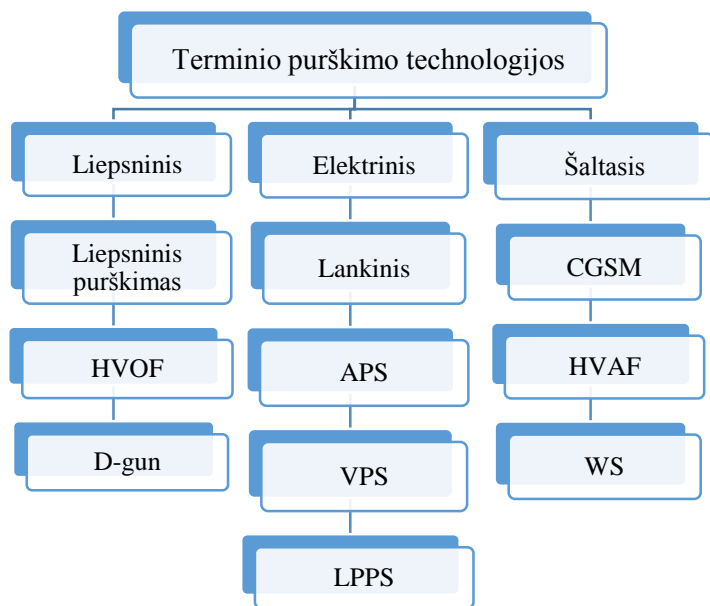 Terminio purškimo technologijos
Liepsninis
Elektrinis
Šaltasis
Liepsninis
purškimas
Lankinis
CGSM
HVOF
APS
HVAF
D-gun
VPS
WS
LPPS